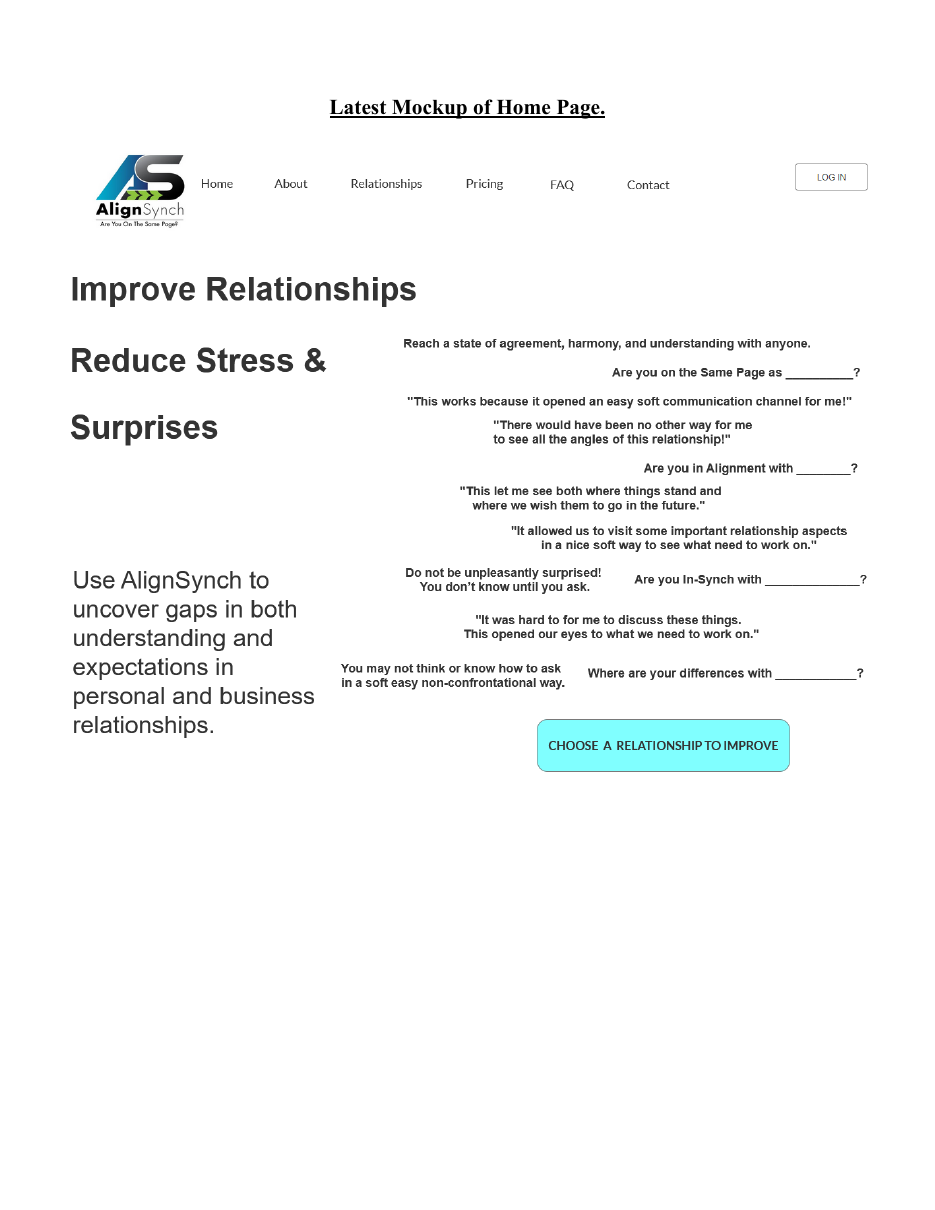 Latest Mockup of Home Page.
AS
AlignSynch
Are You On The Same Page?
Home About Relationships Pricing FAQ Contact
LOG IN
Improve Relationships
Reduce Stress &
Surprises
Use AlignSynch to
uncover gaps in both
understanding and
expectations in
personal and business
relationships.
Reach a state of agreement, harmony, and understanding with anyone.
Are you on the Same Page as __________?
"This works because it opened an easy soft communication channel for me!"
"There would have been no other way for me
to see all the angles of this relationship!"
Are you in Alignment with ________?
"This let me see both where things stand and
where we wish them to go in the future."
"It allowed us to visit some important relationship aspects
in a nice soft way to see what need to work on."
Do not be unpleasantly surprised!
You don't know until you ask.
Are you In-Synch with ______________?
"It was hard to for me to discuss these things.
This opened our eyes to what we need to work on."
You may not think or know how to ask
in a soft easy non-confrontational way.
Where are your differences with ____________?
CHOOSE A RELATIONSHIP TO IMPROVE